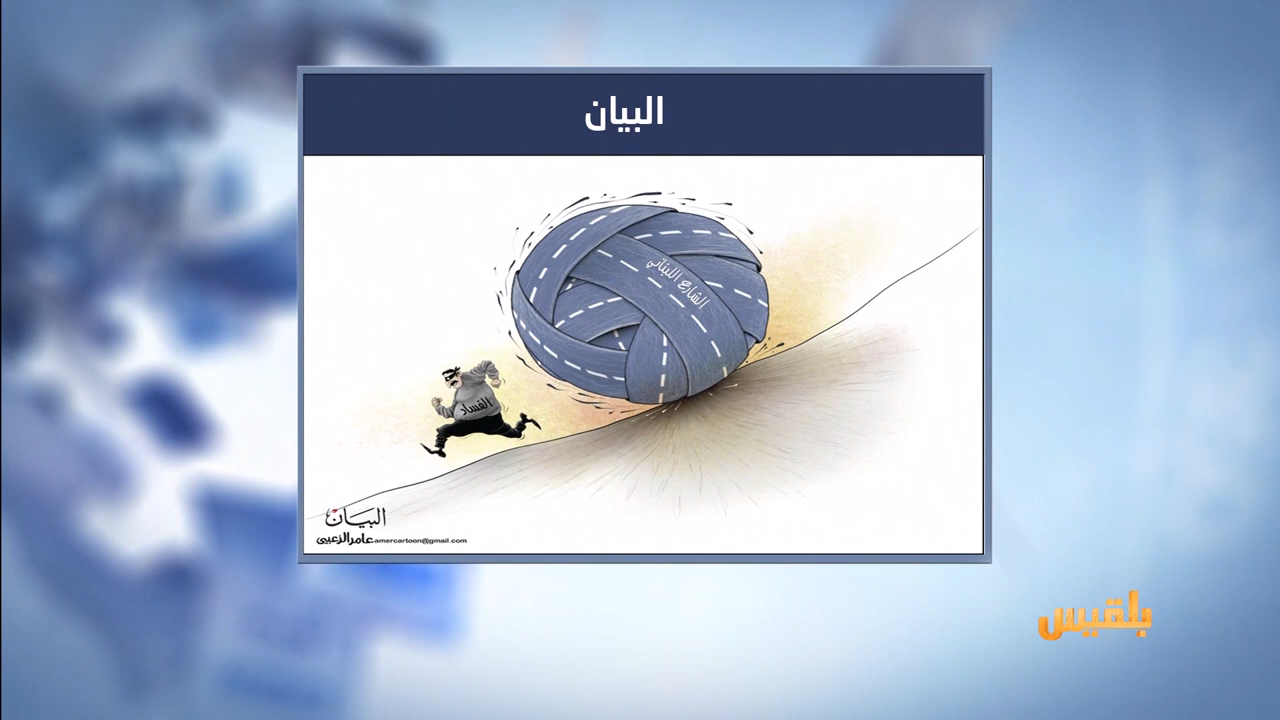 البيان
الشارع اللبناني
الفساد
البيان
عامر الزعبي amercartoon@gmail.com
بلقيس